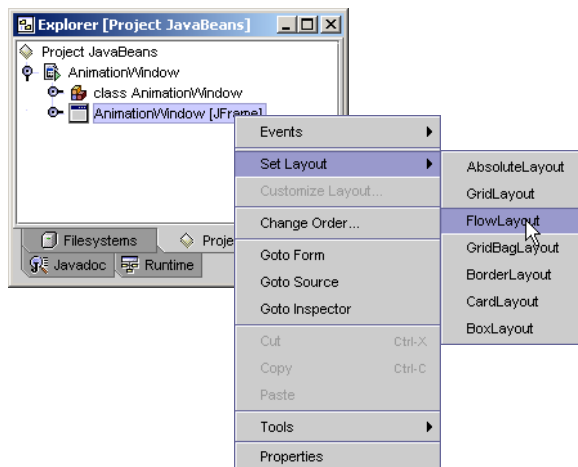 Explorer [Project JavaBeans]
Project JavaBeans
AnimationWindow
class AnimationWindow
AnimationWindow [JFrame]
Filesystems
Javadoc
Runtime
Events
Set Layout
Customize Layout...
Change Order...
Goto Form
Goto Source
Goto Inspector
Cut Ctrl-X
Copy Ctrl-C
Paste
Tools
Properties
AbsoluteLayout
GridLayout
FlowLayout
GridBagLayout
BorderLayout
CardLayout
BoxLayout